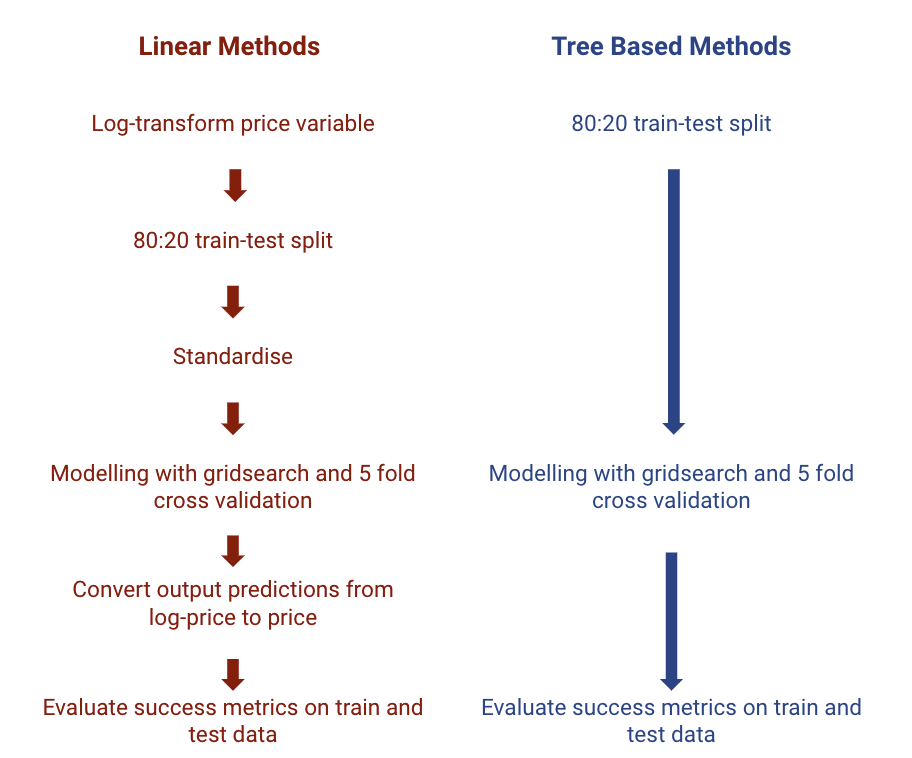 Linear Methods
Log-transform price variable
80:20 train-test split
Standardise
Modelling with gridsearch and 5 fold
cross validation
Convert output predictions from
log-price to price
Evaluate success metrics on train and
test data
Tree Based Methods
80:20 train-test split
Modelling with gridsearch and 5 fold
cross validation
Evaluate success metrics on train and
test data